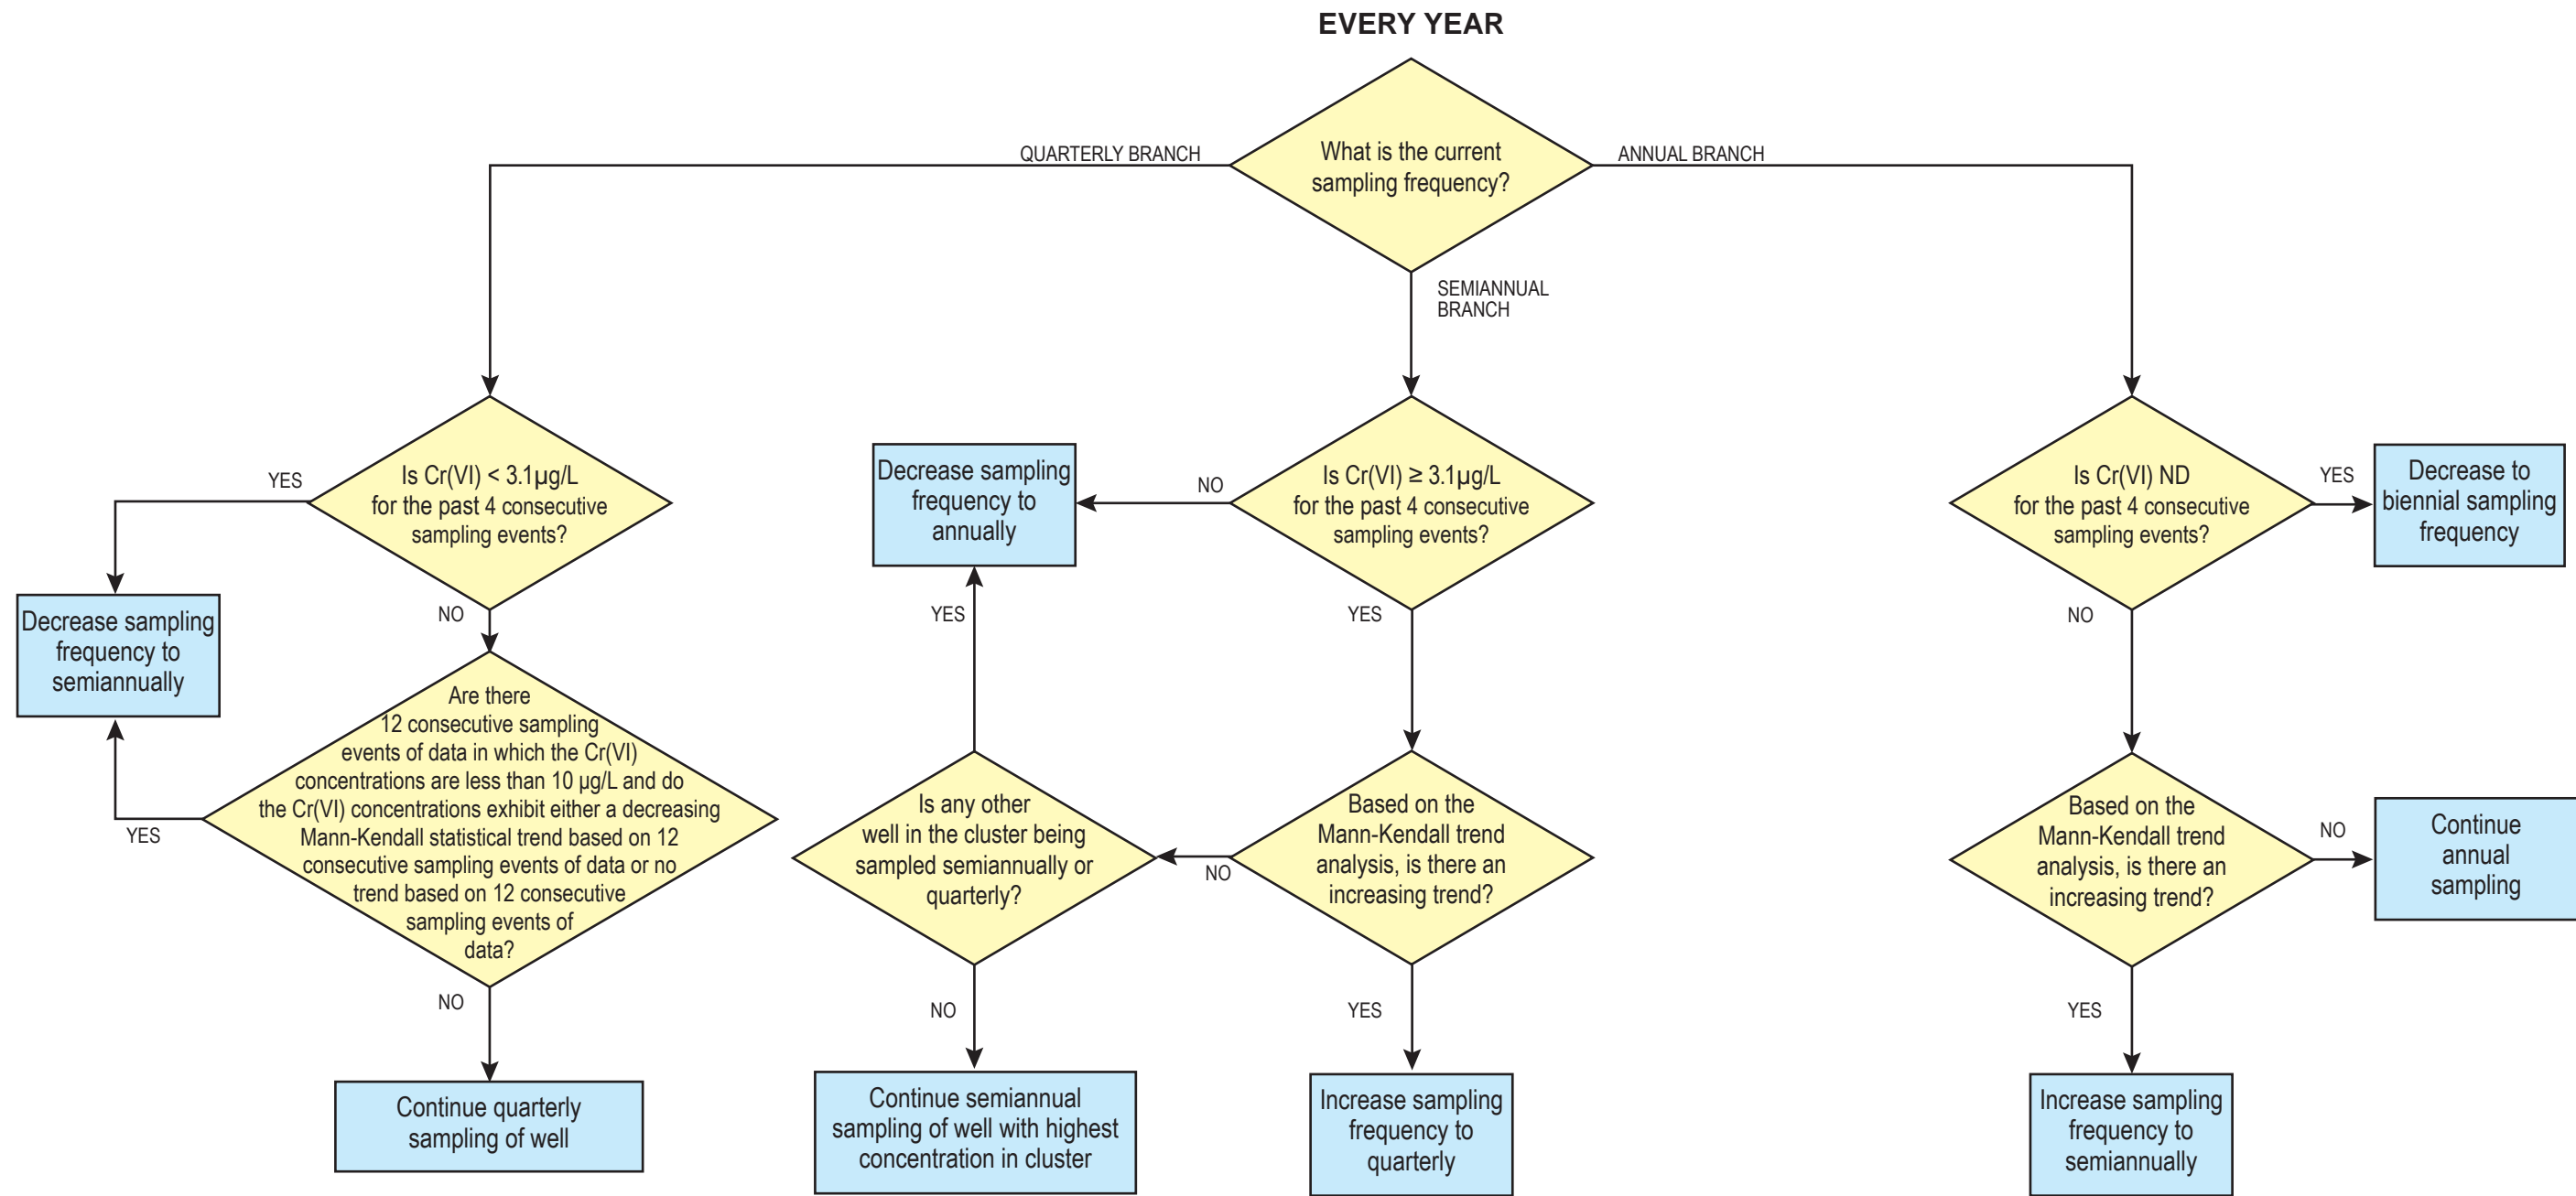 EVERY YEAR
What is the current
sampling frequency?
QUARTERLY BRANCH
ANNUAL BRANCH
SEMIANNUAL
BRANCH
Is Cr(VI) < 3.1µg/L
for the past 4 consecutive
sampling events?
YES
NO
Decrease sampling
frequency to
semiannually
Are there
12 consecutive sampling
events of data in which the Cr(VI)
concentrations are less than 10 µg/L and do
the Cr(VI) concentrations exhibit either a decreasing
Mann-Kendall statistical trend based on 12
consecutive sampling events of data or no
trend based on 12 consecutive
sampling events of
data?
YES
NO
Continue quarterly
sampling of well
Is Cr(VI) ≥ 3.1µg/L
for the past 4 consecutive
sampling events?
NO
YES
Decrease sampling
frequency to
annually
Based on the
Mann-Kendall trend
analysis, is there an
increasing trend?
NO
YES
Is any other
well in the cluster being
sampled semiannually or
quarterly?
YES
NO
Continue semiannual
sampling of well with highest
concentration in cluster
Increase sampling
frequency to
quarterly
Is Cr(VI) ND
for the past 4 consecutive
sampling events?
YES
NO
Decrease to
biennial sampling
frequency
Based on the
Mann-Kendall trend
analysis, is there an
increasing trend?
NO
YES
Continue
annual
sampling
Increase sampling
frequency to
semiannually